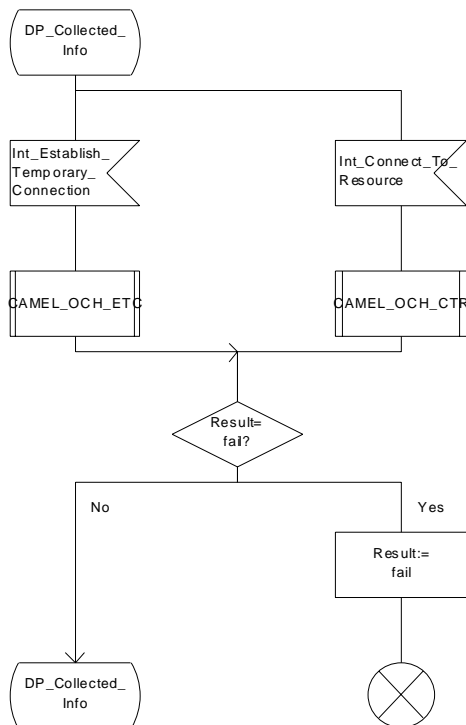 DP_Collected_
Info
Int_Establish_
Temporary_
Connection
Int_Connect_To_
Resource
CAMEL_OCH_ETC
CAMEL_OCH_CTR
Result=
fail?
No
Yes
Result:=
fail
DP_Collected_
Info